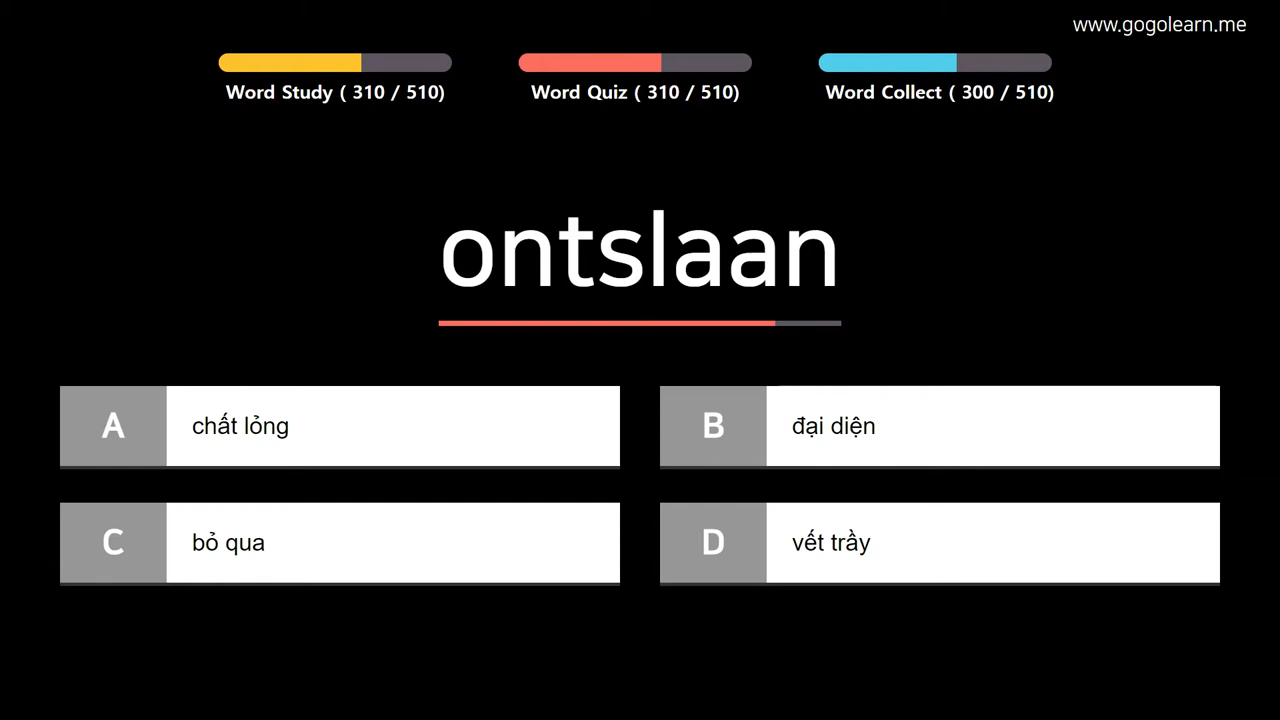 www.gogolearn.me
Word Study ( 310 / 510)
Word Quiz ( 310 / 510)
Word Collect ( 300 / 510)
ontslaan
A chất lỏng
B đại diện
C bỏ qua
D vết trầy